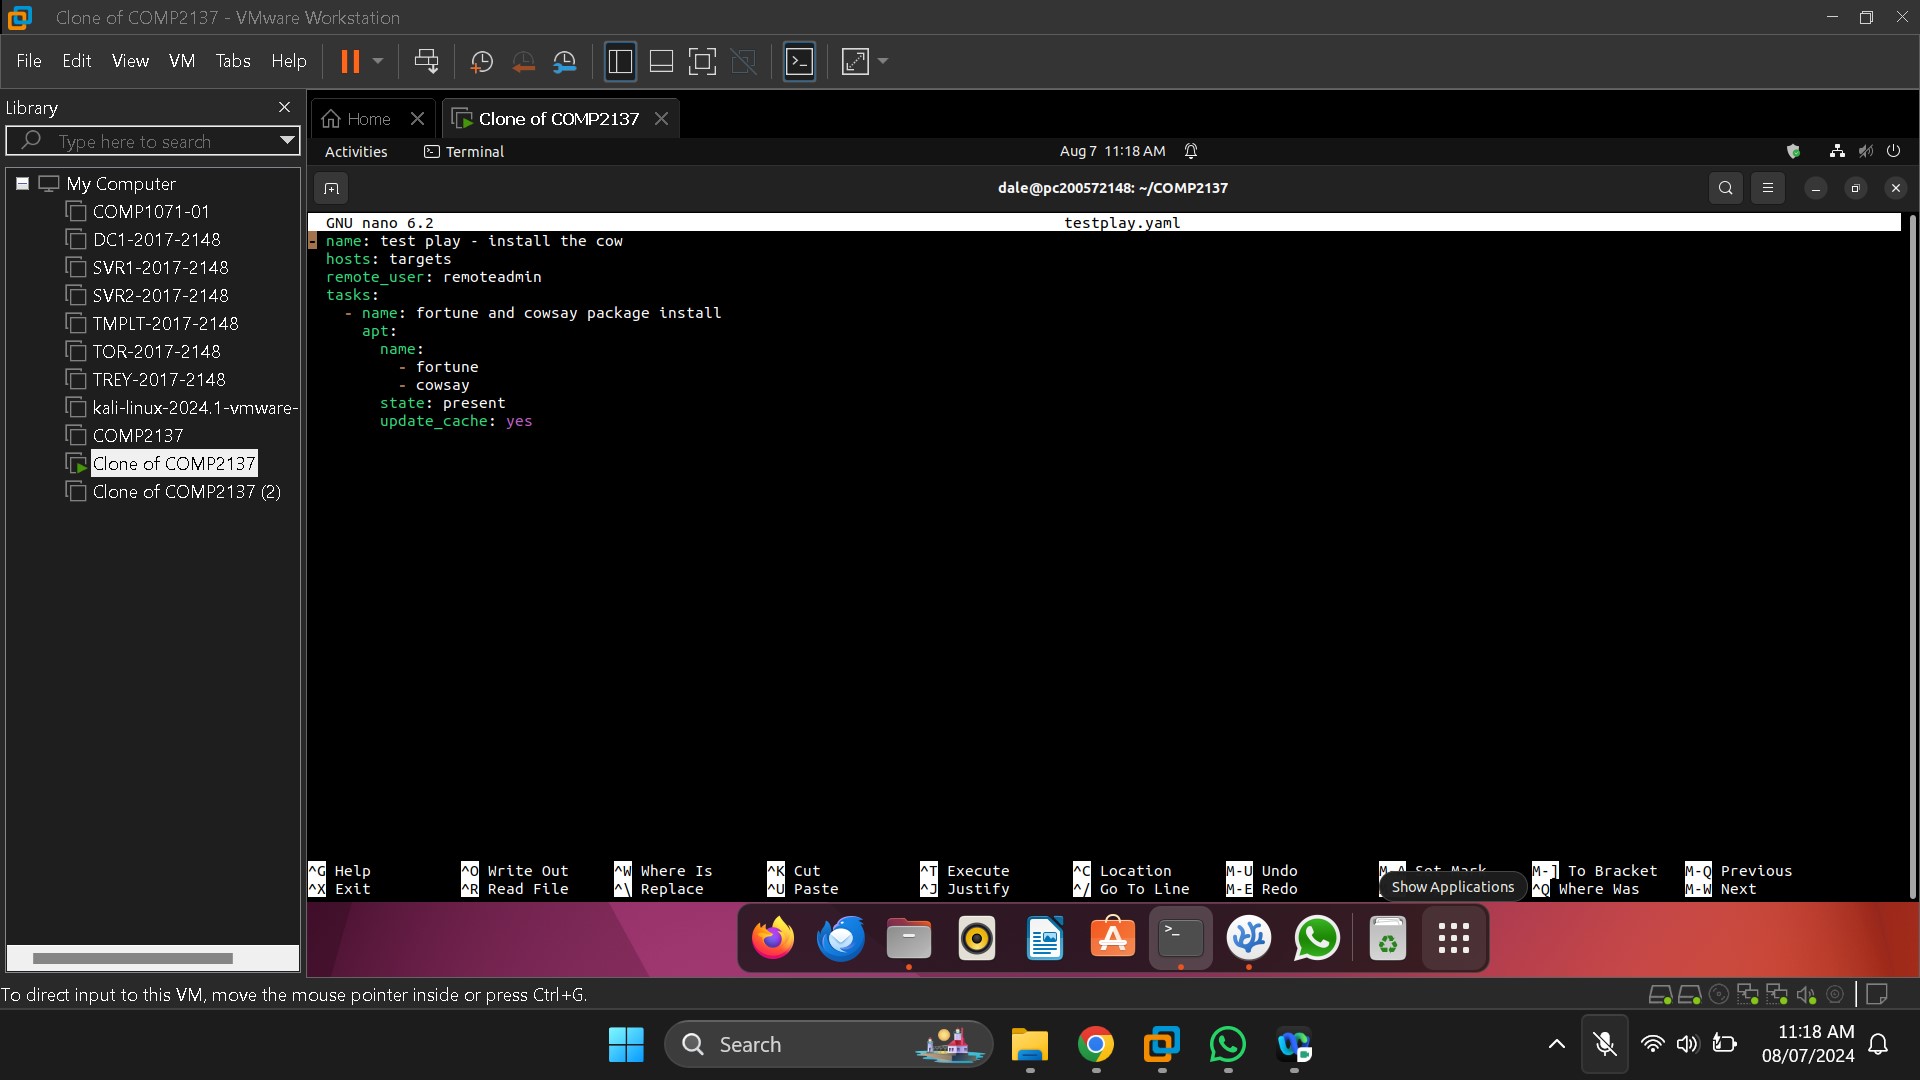 Clone of COMP2137 - VMware Workstation
File Edit View VM Tabs Help
Library
Type here to search
My Computer
COMP1071-01
DC1-2017-2148
SVR1-2017-2148
SVR2-2017-2148
TMPLT-2017-2148
TOR-2017-2148
TREY-2017-2148
kali-linux-2024.1-vmware-
COMP2137
Clone of COMP2137
Clone of COMP2137 (2)
Home
Clone of COMP2137
Activities Terminal Aug 7 11:18 AM
dale@pc200572148: ~/COMP2137
GNU nano 6.2 testplay.yaml
- name: test play - install the cow
  hosts: targets
  remote_user: remoteadmin
  tasks:
    - name: fortune and cowsay package install
      apt:
        name:
          - fortune
          - cowsay
        state: present
        update_cache: yes
^G Help ^O Write Out ^W Where Is ^K Cut ^T Execute ^C Location M-U Undo M-A Set Mark M-] To Bracket M-Q Previous
^X Exit ^R Read File ^\ Replace ^U Paste ^J Justify ^/ Go To Line M-E Redo ^Q Where Was M-W Next
Show Applications
To direct input to this VM, move the mouse pointer inside or press Ctrl+G.
Search
11:18 AM
08/07/2024